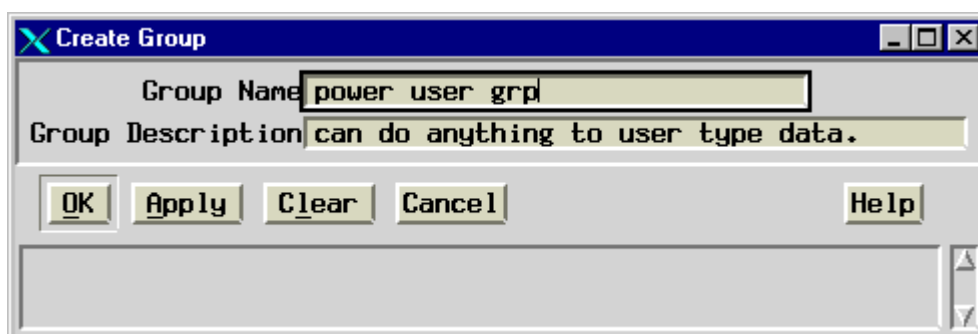 Create Group
Group Name power user grp
Group Description can do anything to user type data.
OK Apply Clear Cancel Help